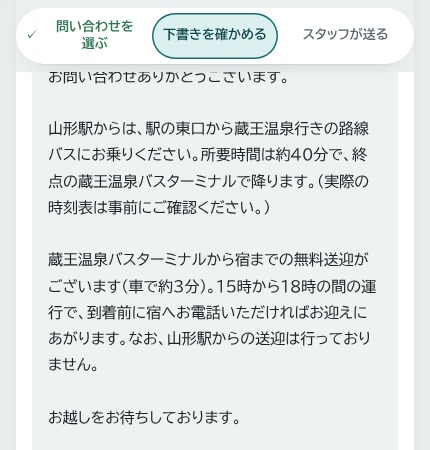 ✓ 問い合わせを
選ぶ
下書きを確かめる
スタッフが送る
お問い合わせありがとうございます。
山形駅からは、駅の東口から蔵王温泉行きの路線
バスにお乗りください。所要時間は約40分で、終
点の蔵王温泉バスターミナルで降ります。(実際の
時刻表は事前にご確認ください。)
蔵王温泉バスターミナルから宿までの無料送迎が
ございます(車で約3分)。15時から18時の間の運
行で、到着前に宿へお電話いただければお迎えに
あがります。なお、山形駅からの送迎は行っており
ません。
お越しをお待ちしております。